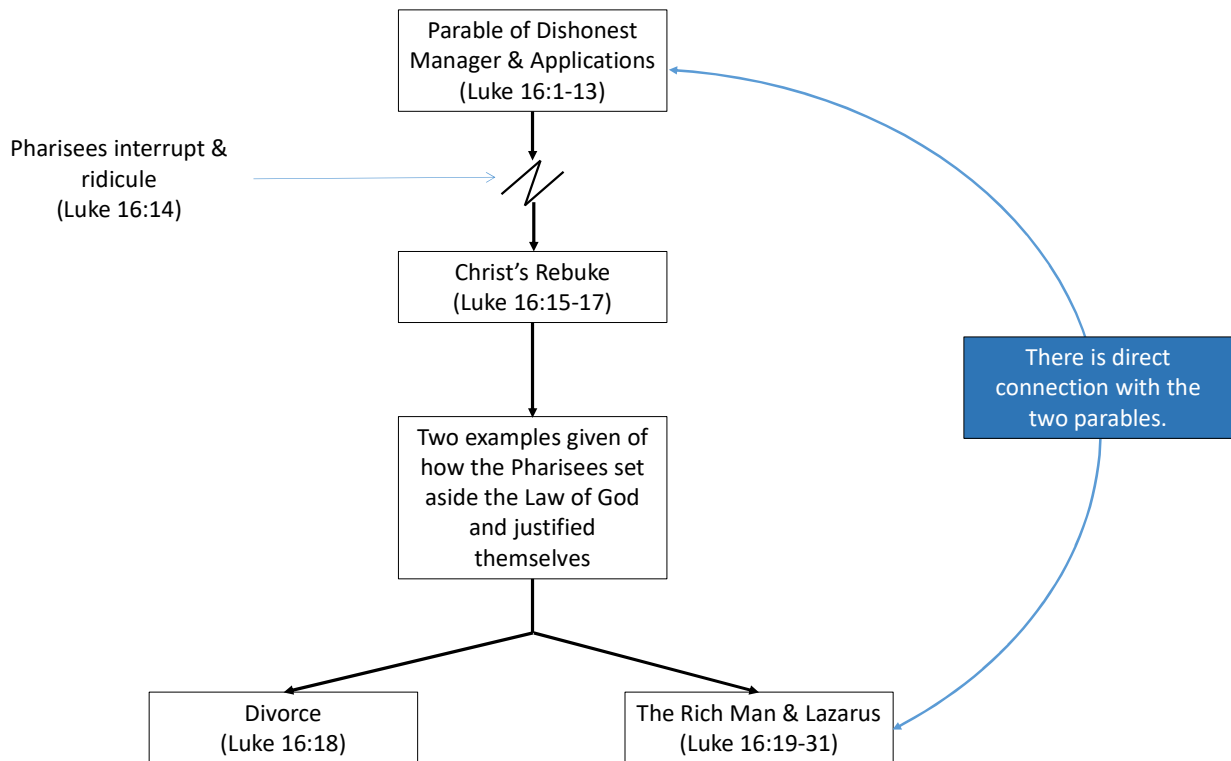 Parable of Dishonest
Manager & Applications
(Luke 16:1-13)
Pharisees interrupt &
ridicule
(Luke 16:14)
Christ’s Rebuke
(Luke 16:15-17)
There is direct
connection with the
two parables.
Two examples given of
how the Pharisees set
aside the Law of God
and justified
themselves
Divorce
(Luke 16:18)
The Rich Man & Lazarus
(Luke 16:19-31)